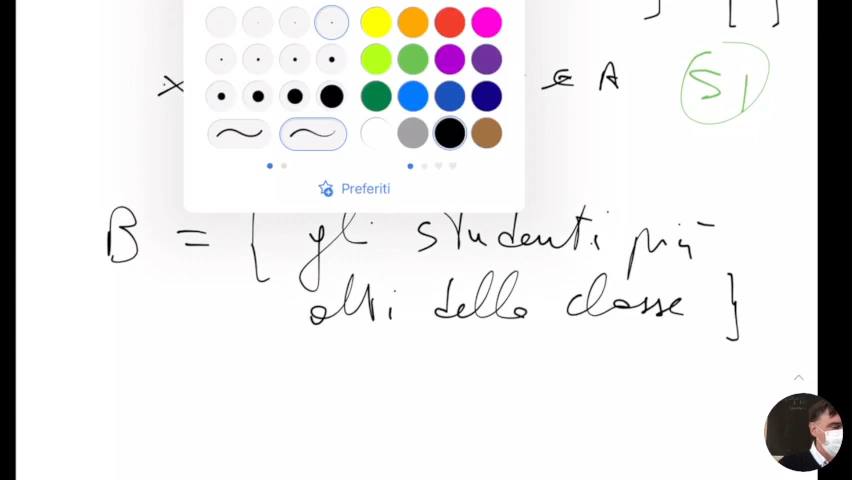 x ∈ A SI
Preferiti
B = { gli studenti più
alti della classe }